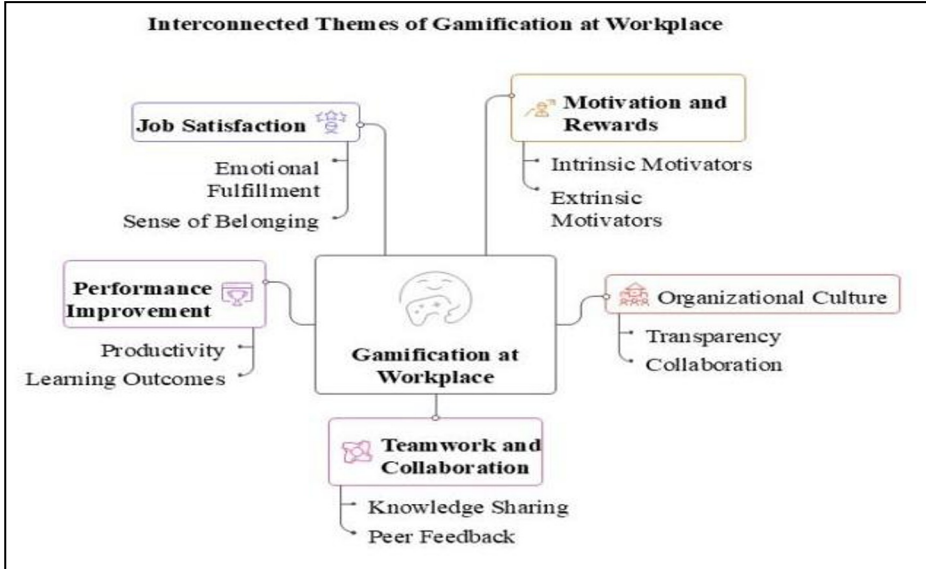 Interconnected Themes of Gamification at Workplace
Job Satisfaction
Emotional
Fulfillment
Sense of Belonging
Motivation and
Rewards
Intrinsic Motivators
Extrinsic
Motivators
Performance
Improvement
Productivity
Learning Outcomes
Gamification at
Workplace
Organizational Culture
Transparency
Collaboration
Teamwork and
Collaboration
Knowledge Sharing
Peer Feedback